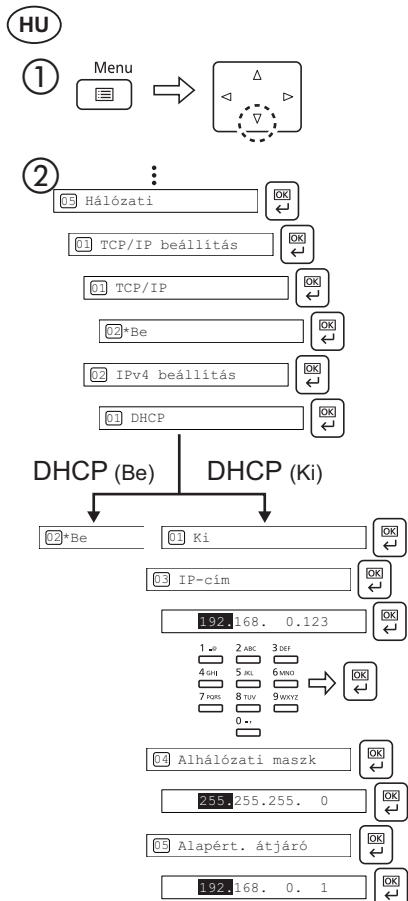 HU
1 Menu
2
05 Hálózati OK
01 TCP/IP beállítás OK
01 TCP/IP OK
02*Be OK
02 IPv4 beállítás
01 DHCP OK
DHCP (Be) DHCP (Ki)
02*Be 01 Ki OK
03 IP-cím OK
192.168. 0.123 OK
1 .@ 2 ABC 3 DEF
4 GHI 5 JKL 6 MNO OK
7 PQRS 8 TUV 9 WXYZ
0 -,
04 Alhálózati maszk OK
255.255.255. 0 OK
05 Alapért. átjáró OK
192.168. 0. 1 OK